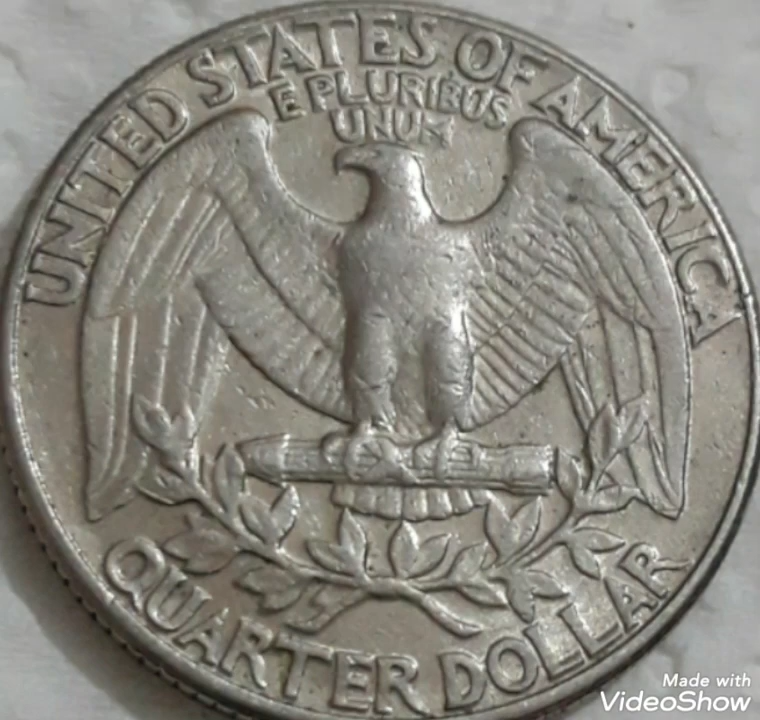 UNITED STATES OF AMERICA
E PLURIBUS
UNUM
QUARTER DOLLAR
Made with
VideoShow